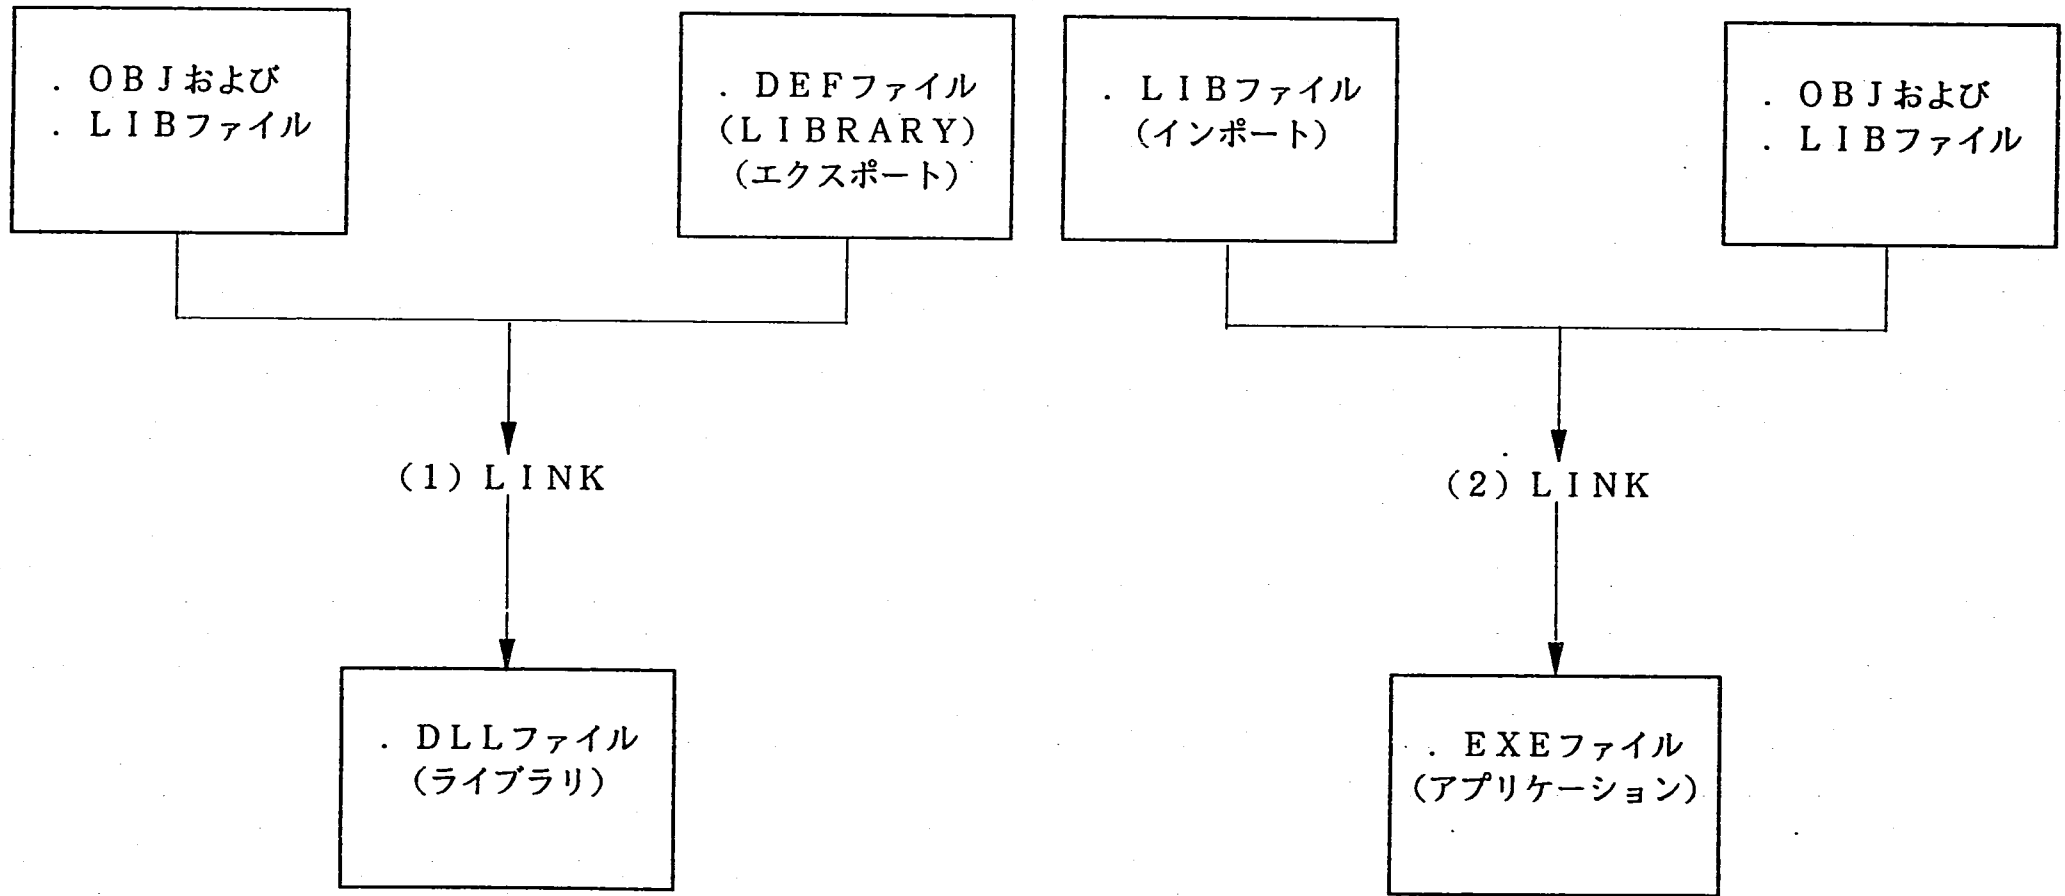 ．ＯＢＪおよび
．ＬＩＢファイル
．ＤＥＦファイル
（ＬＩＢＲＡＲＹ）
（エクスポート）
．ＬＩＢファイル
（インポート）
．ＯＢＪおよび
．ＬＩＢファイル
（１）ＬＩＮＫ
（２）ＬＩＮＫ
．ＤＬＬファイル
（ライブラリ）
．ＥＸＥファイル
（アプリケーション）